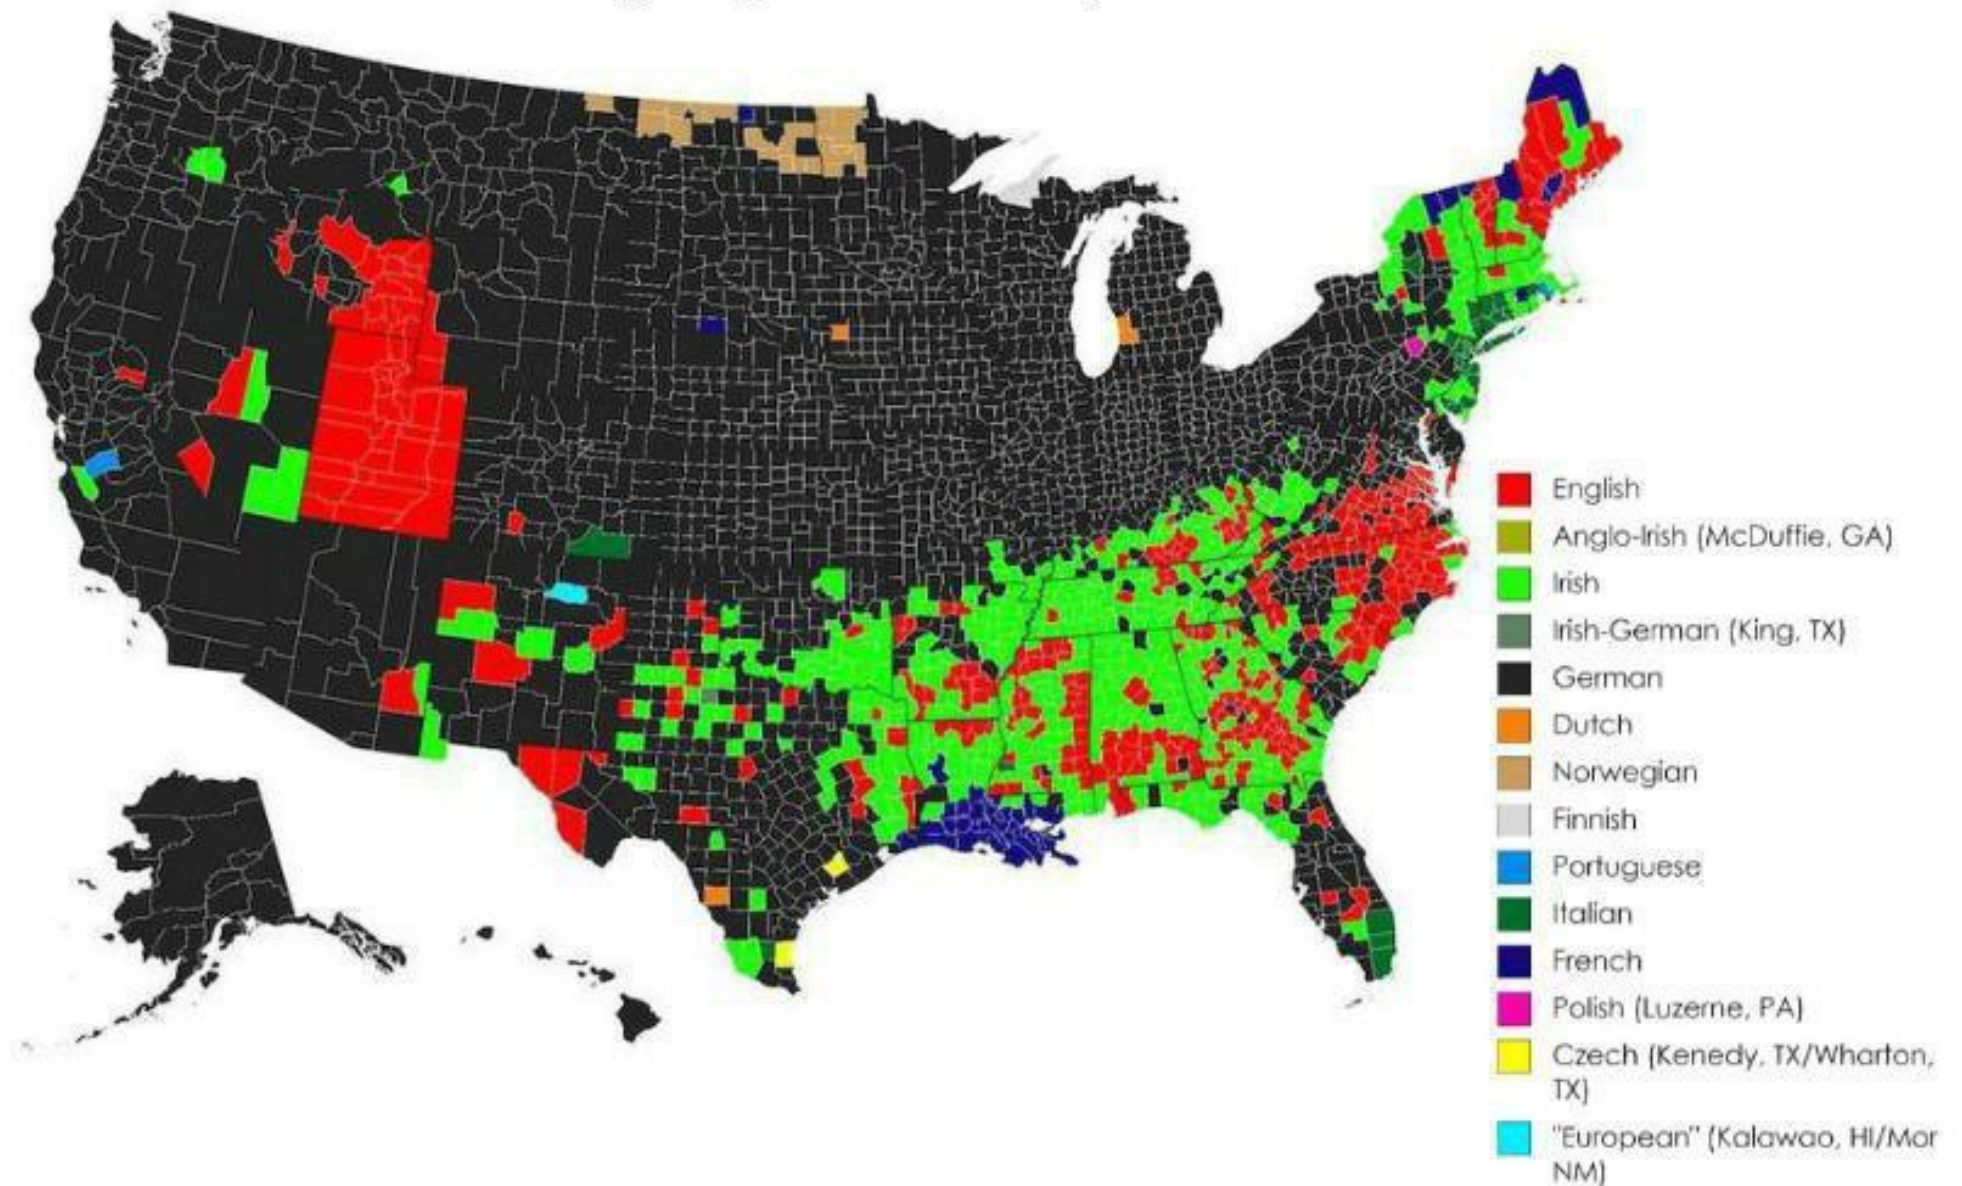 English
Anglo-Irish (McDuffie, GA)
Irish
Irish-German (King, TX)
German
Dutch
Norwegian
Finnish
Portuguese
Italian
French
Polish (Luzerne, PA)
Czech (Kenedy, TX/Wharton,
TX)
"European" (Kalawao, HI/Mor
NM)